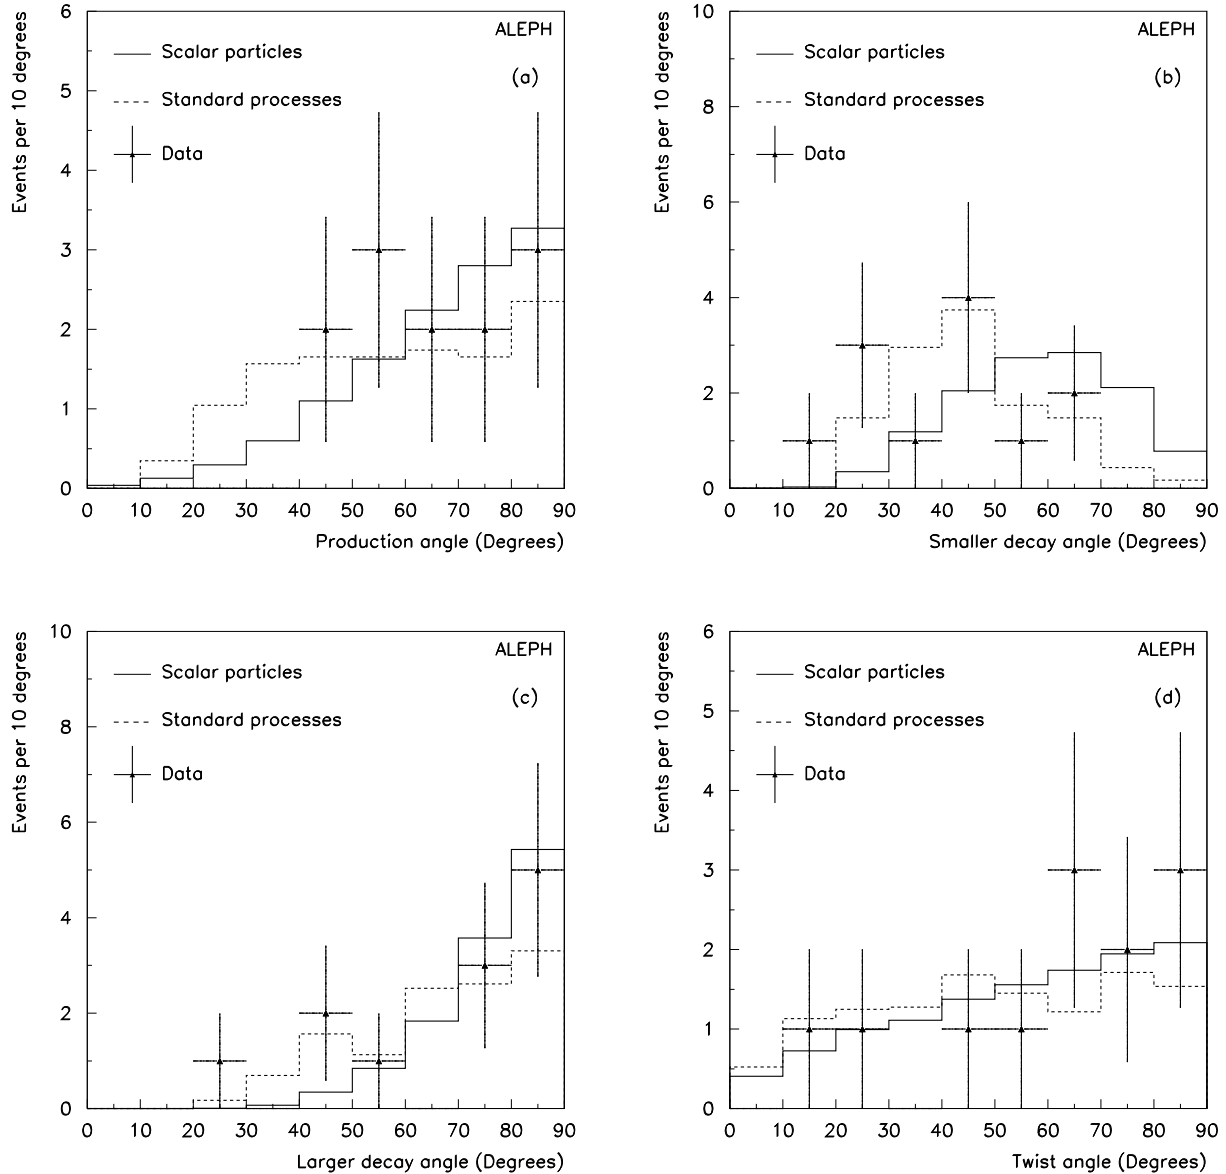 ALEPH
Scalar particles
(a)
Standard processes
Data
Events per 10 degrees
6
5
4
3
2
1
0
0 10 20 30 40 50 60 70 80 90
Production angle (Degrees)
ALEPH
Scalar particles
(b)
Standard processes
Data
Events per 10 degrees
10
8
6
4
2
0
0 10 20 30 40 50 60 70 80 90
Smaller decay angle (Degrees)
ALEPH
Scalar particles
(c)
Standard processes
Data
Events per 10 degrees
10
8
6
4
2
0
0 10 20 30 40 50 60 70 80 90
Larger decay angle (Degrees)
ALEPH
Scalar particles
(d)
Standard processes
Data
Events per 10 degrees
6
5
4
3
2
1
0
0 10 20 30 40 50 60 70 80 90
Twist angle (Degrees)